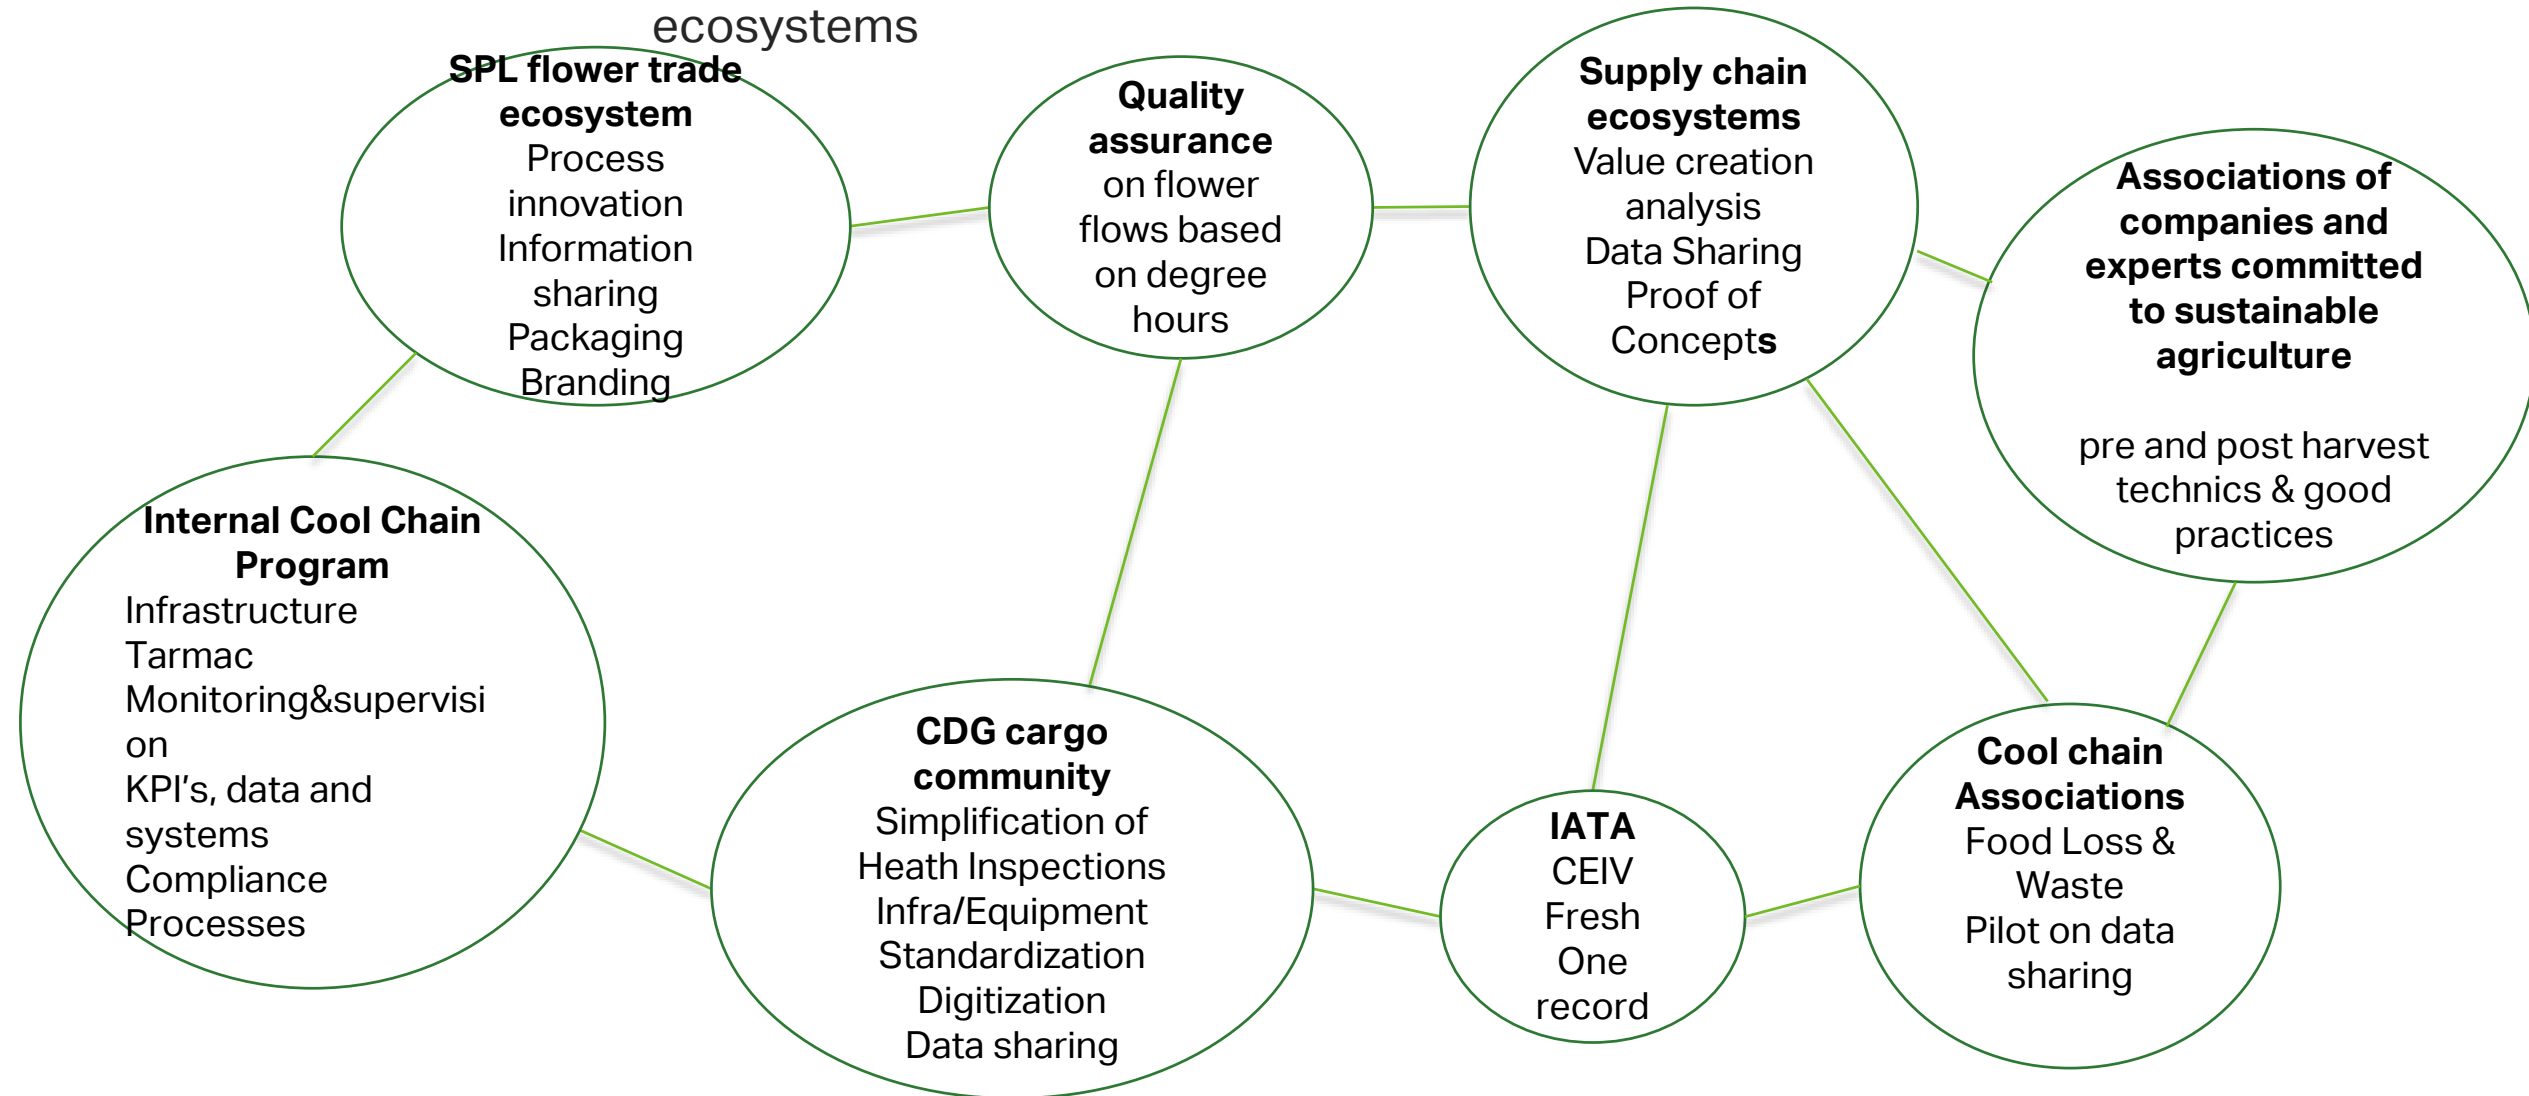 ecosystems
SPL flower trade
ecosystem
Process
innovation
Information
sharing
Packaging
Branding
Quality
assurance
on flower
flows based
on degree
hours
Supply chain
ecosystems
Value creation
analysis
Data Sharing
Proof of
Concepts
Associations of
companies and
experts committed
to sustainable
agriculture
pre and post harvest
technics & good
practices
Internal Cool Chain
Program
Infrastructure
Tarmac
Monitoring&supervisi
on
KPI's, data and
systems
Compliance
Processes
CDG cargo
community
Simplification of
Heath Inspections
Infra/Equipment
Standardization
Digitization
Data sharing
IATA
CEIV
Fresh
One
record
Cool chain
Associations
Food Loss &
Waste
Pilot on data
sharing